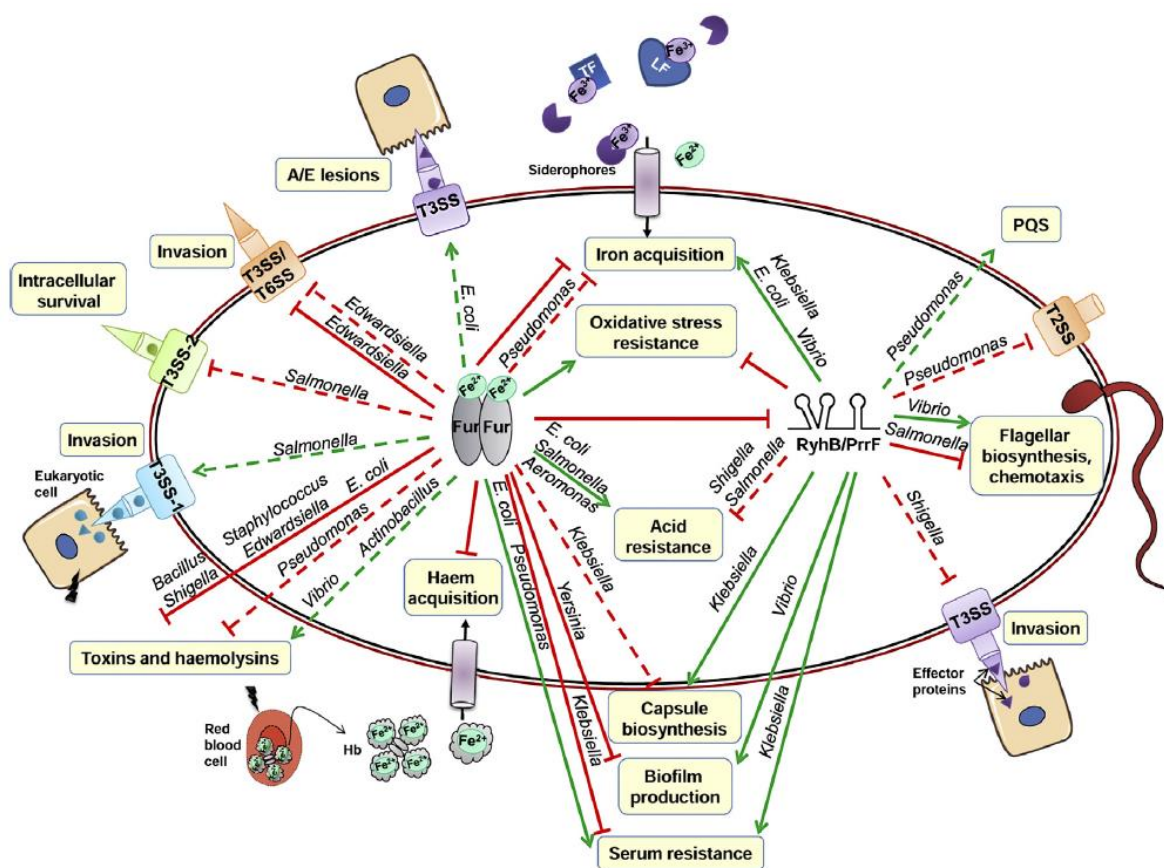 TF
Fe3+
LF
Fe3+
Fe3+
Fe2+
Siderophores
A/E lesions
T3SS
Invasion
T3SS/
T6SS
Intracellular
survival
T3SS-2
Invasion
T3SS-1
Eukaryotic
cell
PQS
Iron acquisition
Oxidative stress
resistance
E. coli
Pseudomonas
Klebsiella
E. coli
Vibrio
Pseudomonas
Pseudomonas
T2SS
Edwardsiella
Edwardsiella
Salmonella
Salmonella
Fe2+
Fe2+
Fur
Fur
RyhB/PrrF
Vibrio
Salmonella
Flagellar
biosynthesis,
chemotaxis
E. coli
Salmonella
Aeromonas
Shigella
Salmonella
Acid
resistance
Shigella
T3SS
Invasion
Effector
proteins
Staphylococcus
E. coli
Bacillus
Edwardsiella
Shigella
Pseudomonas
Actinobacillus
Vibrio
Toxins and haemolysins
Haem
acquisition
E. coli
Pseudomonas
Yersinia
Klebsiella
Klebsiella
Klebsiella
Vibrio
Klebsiella
Capsule
biosynthesis
Biofilm
production
Serum resistance
Red
blood
cell
Hb
Fe2+
Fe2+
Fe2+
Fe2+
Fe2+